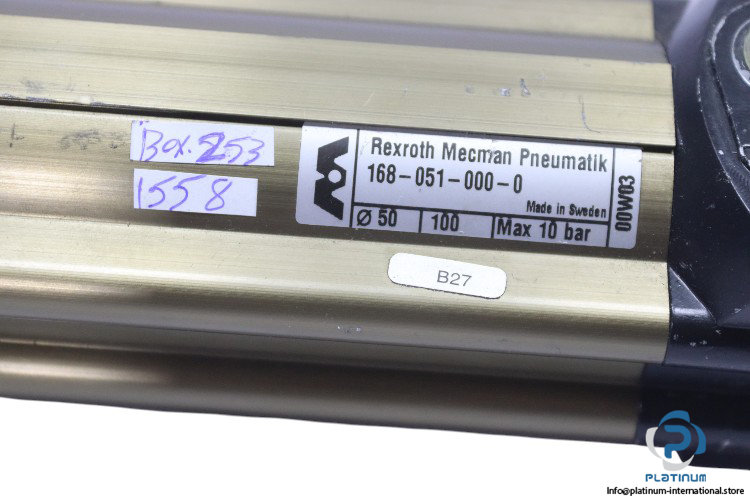 Box.253
1558
Rexroth Mecman Pneumatik
168-051-000-0
Made in Sweden
Ø 50 100 Max 10 bar
00W03
B27
PLATINUM
Info@platinum-international.store